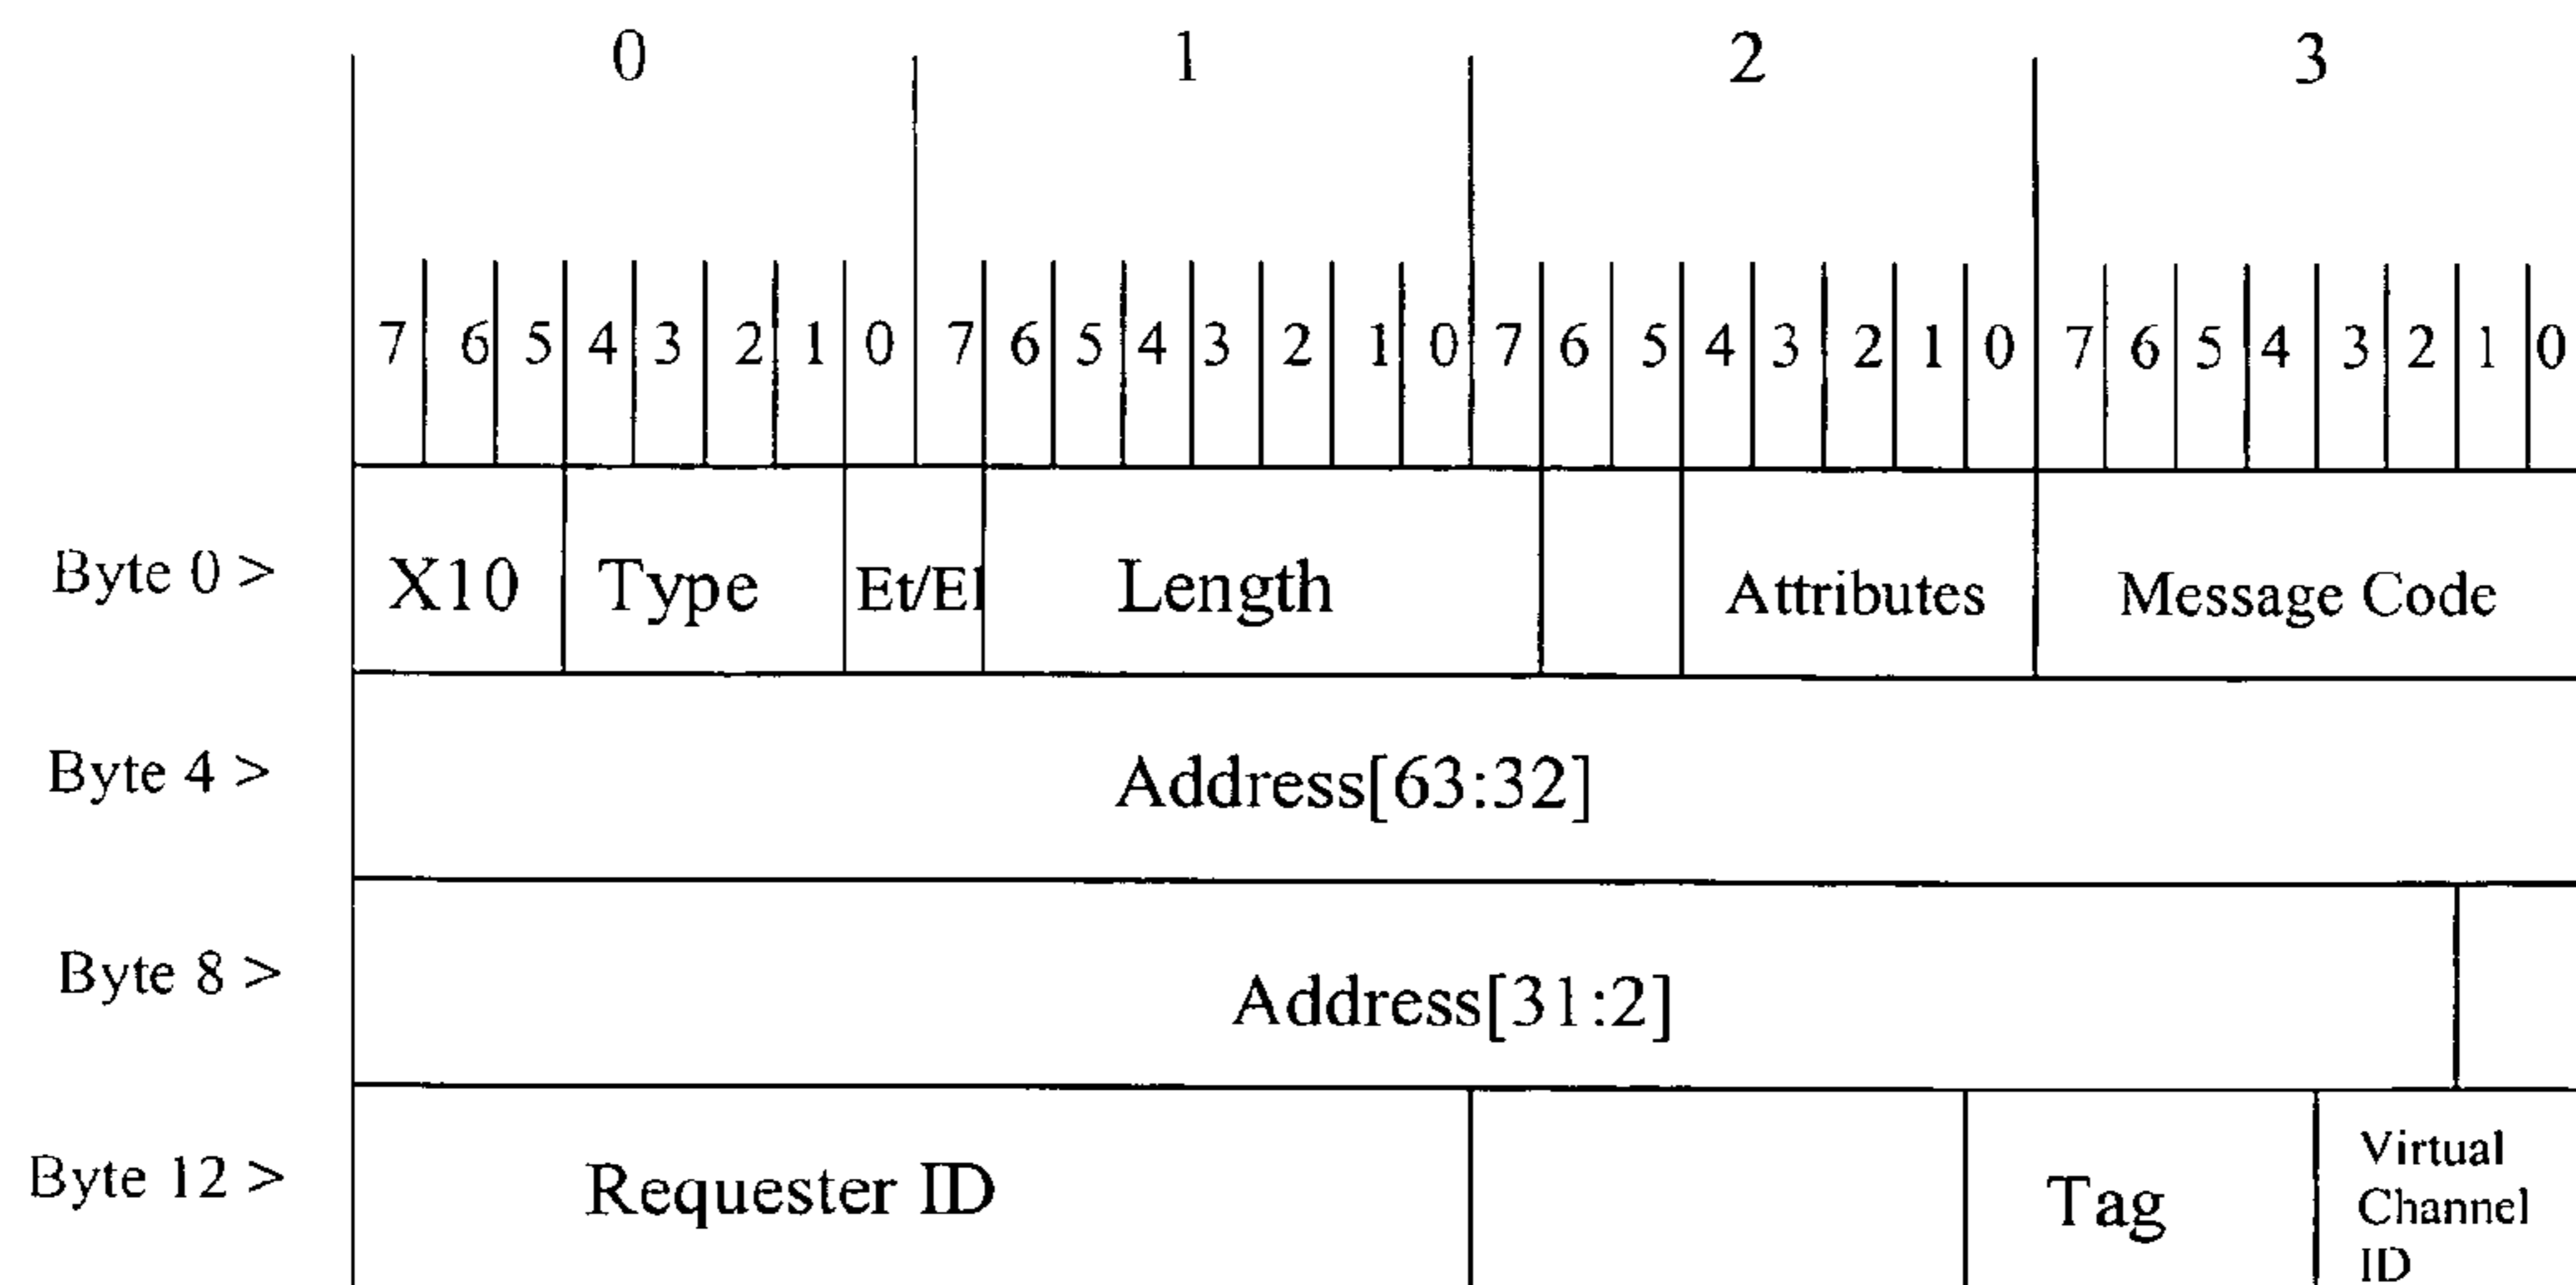 0 1 2 3
7 6 5 4 3 2 1 0 7 6 5 4 3 2 1 0 7 6 5 4 3 2 1 0 7 6 5 4 3 2 1 0
Byte 0 > X10 Type Et/El Length Attributes Message Code
Byte 4 > Address[63:32]
Byte 8 > Address[31:2]
Byte 12 > Requester ID Tag Virtual
Channel
ID